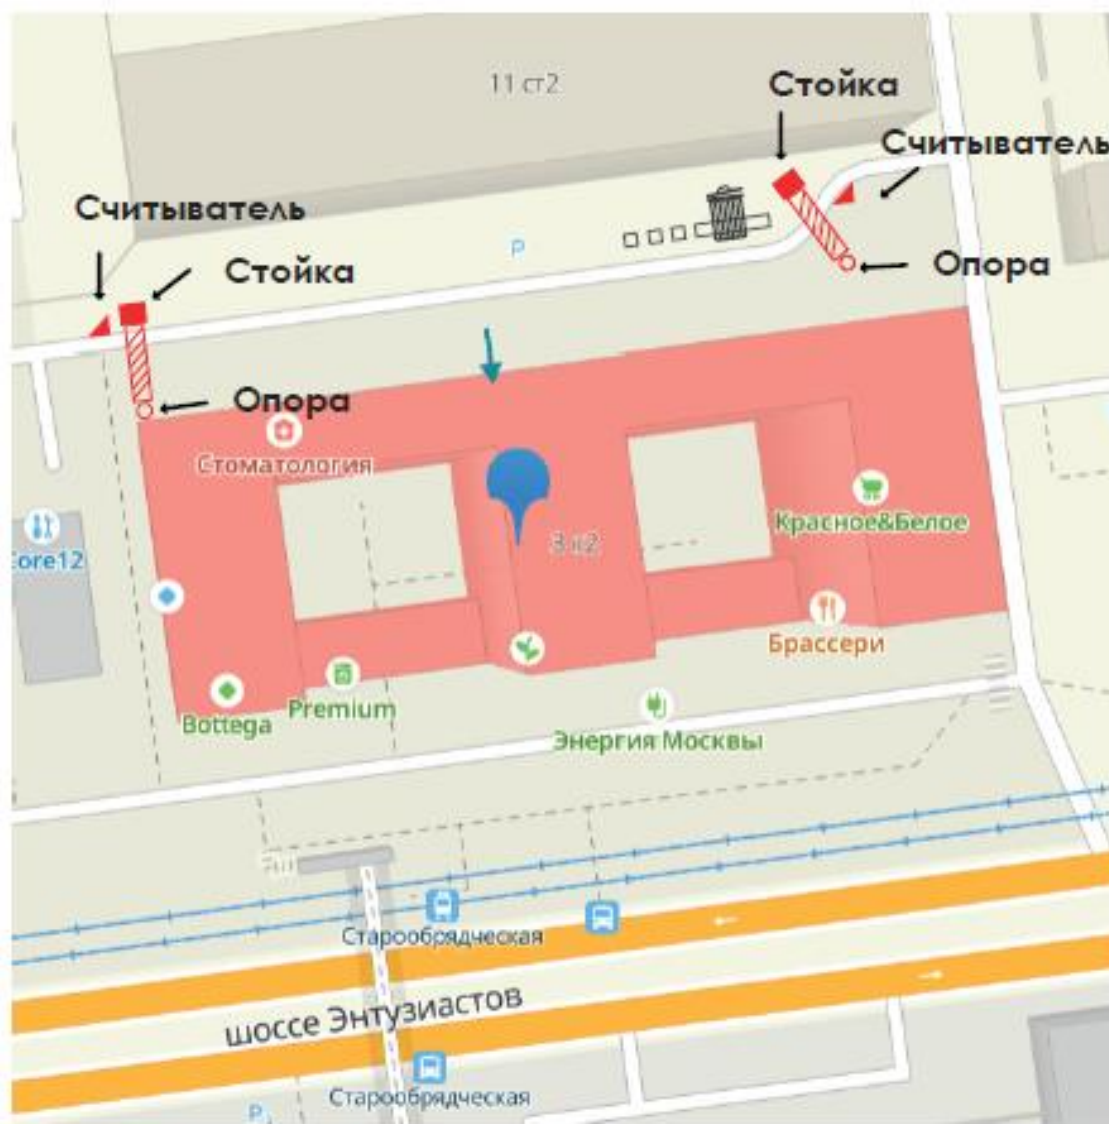 11 ст2
Стойка
Считыватель
Считыватель
Стойка
P
Опора
Опора
Стоматология
Красное&Белое
3 к2
Core12
Брассери
Bottega
Premium
Энергия Москвы
Старообрядческая
шоссе Энтузиастов
Старообрядческая
P